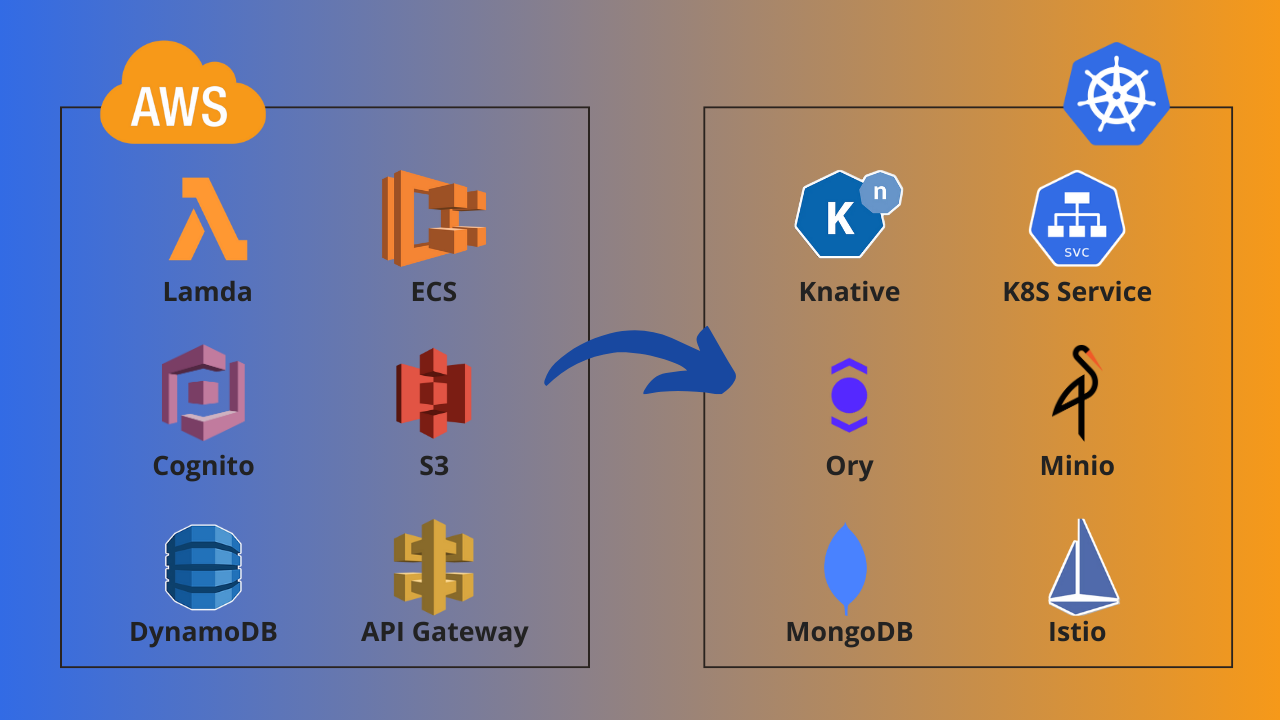 AWS
Lamda
ECS
Cognito
S3
DynamoDB
API Gateway
K
n
svc
Knative
K8S Service
Ory
Minio
MongoDB
Istio